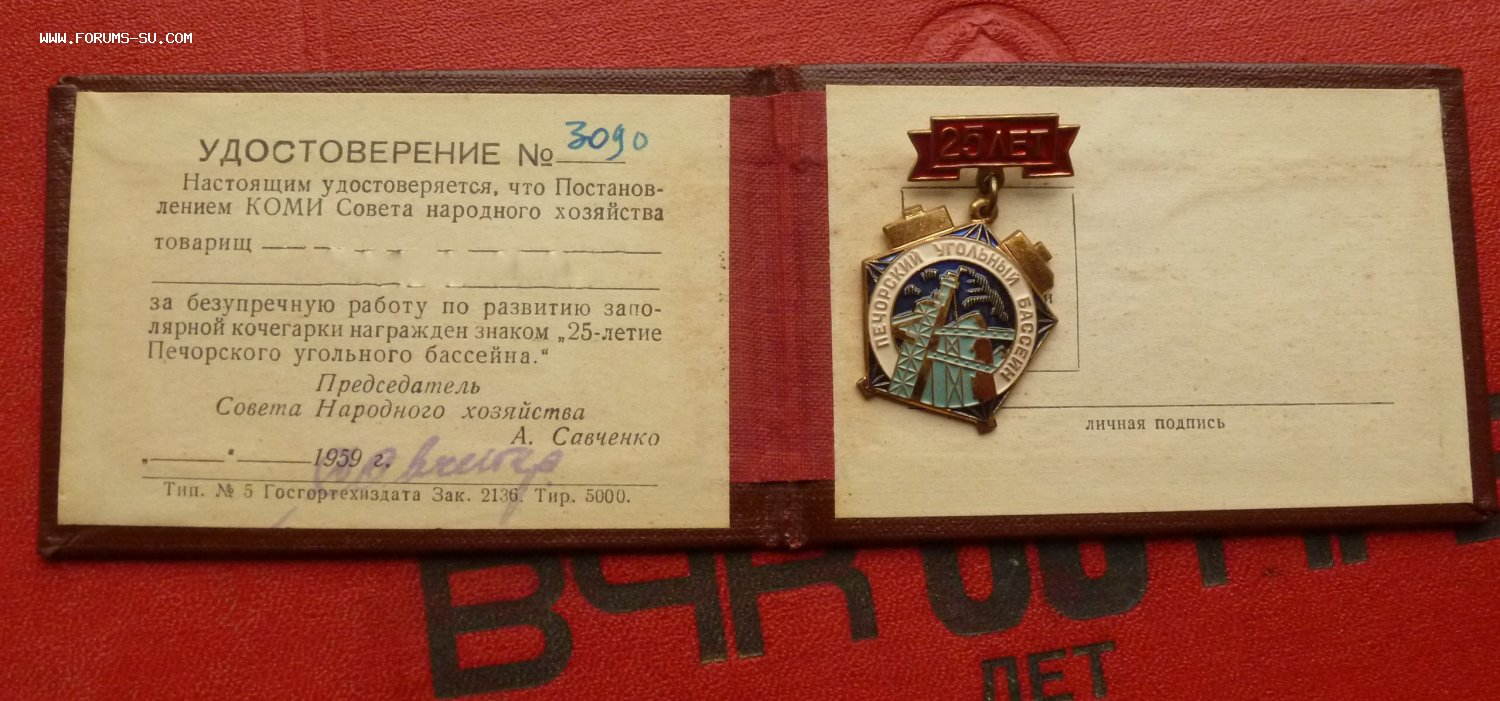 WWW.FORUMS-SU.COM
УДОСТОВЕРЕНИЕ № 3090
Настоящим удостоверяется, что Постанов-
лением КОМИ Совета народного хозяйства
товарищ
за безупречную работу по развитию запо-
лярной кочегарки награжден знаком „25-летие
Печорского угольного бассейна.“
Председатель
Совета Народного хозяйства
А. Савченко
„ “ 1959 г.
Тип. № 5 Госгортехиздата Зак. 2136. Тир. 5000.
25 ЛЕТ
ПЕЧОРСКИЙ УГОЛЬНЫЙ БАССЕЙН
личная подпись
ВЧК
ЛЕТ